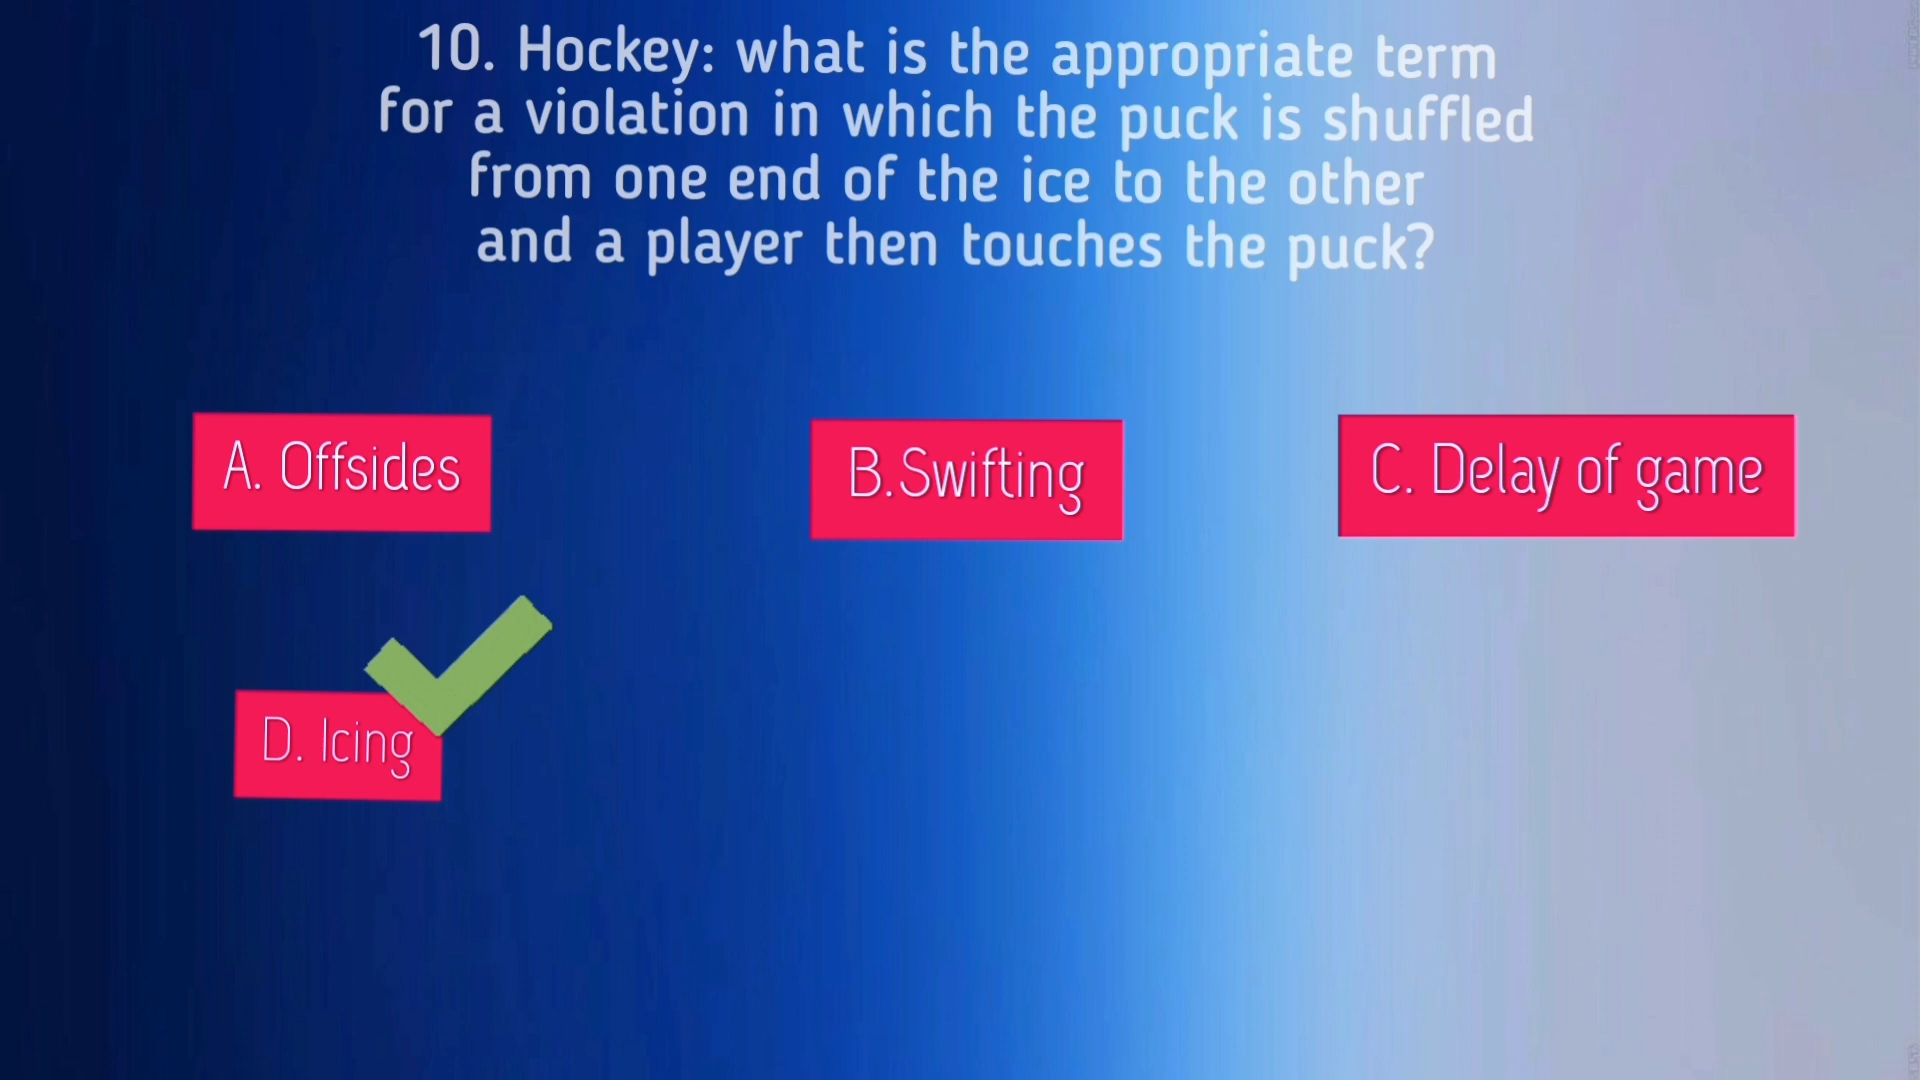 10. Hockey: what is the appropriate term
for a violation in which the puck is shuffled
from one end of the ice to the other
and a player then touches the puck?
A. Offsides
B.Swifting
C. Delay of game
D. Icing